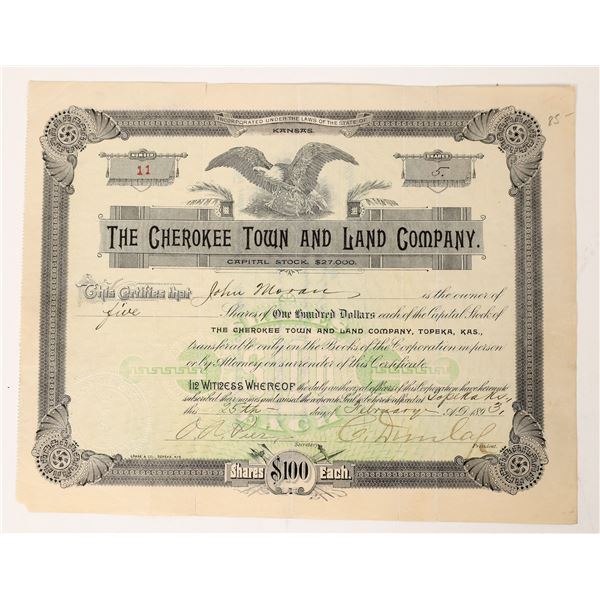 INCORPORATED UNDER THE LAWS OF THE STATE OF
KANSAS.
85-
NUMBER
11
SHARES
5.
THE CHEROKEE TOWN AND LAND COMPANY.
CAPITAL STOCK, $27,000.
This Certifies that John Moran is the owner of
five Shares of One Hundred Dollars each of the Capital Stock of
THE CHEROKEE TOWN AND LAND COMPANY, TOPEKA, KAS.,
transferable only on the Books of the Corporation in person
or by Attorney on surrender of this Certificate.
IN WITNESS WHEREOF the duly authorized officers of this Corporation have hereunto
subscribed their names and caused the corporate Seal to be hereto affixed at Topeka Ks,
this 25th day of February 1893.
C. Dunlap
Secretary.
President.
Shares $100 Each.